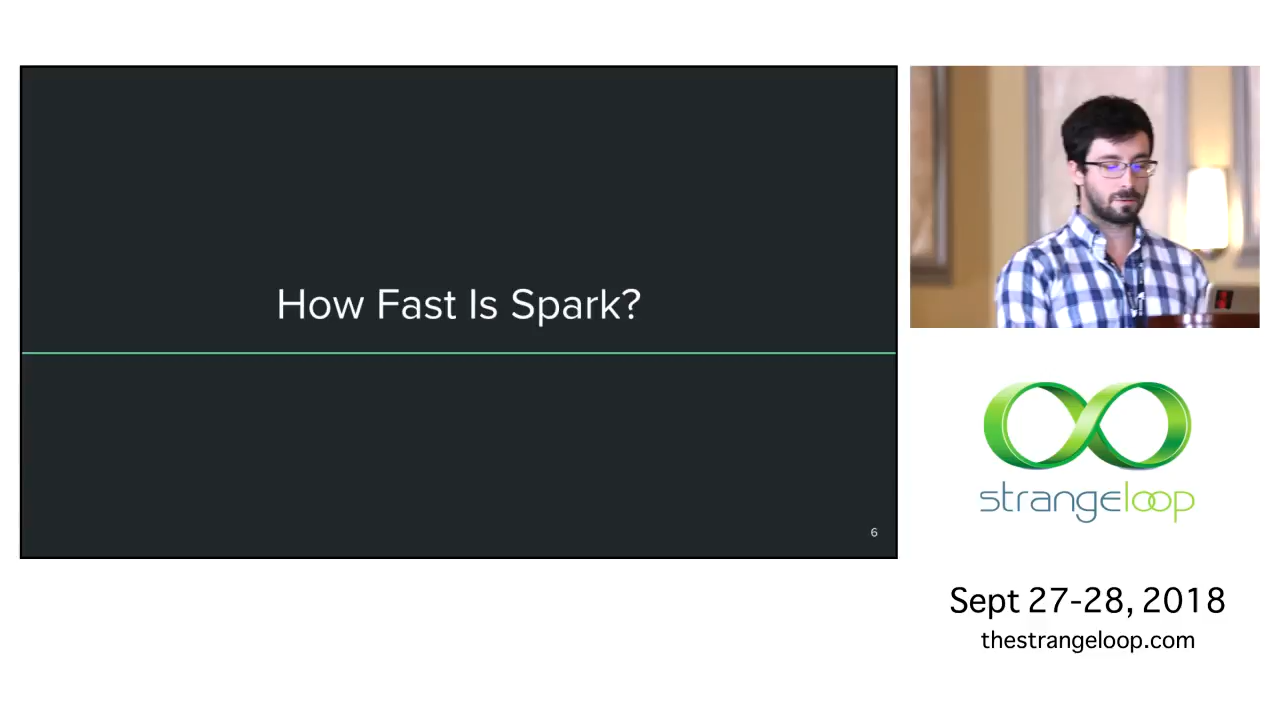 How Fast Is Spark?
6
strangeloop
Sept 27-28, 2018
thestrangeloop.com